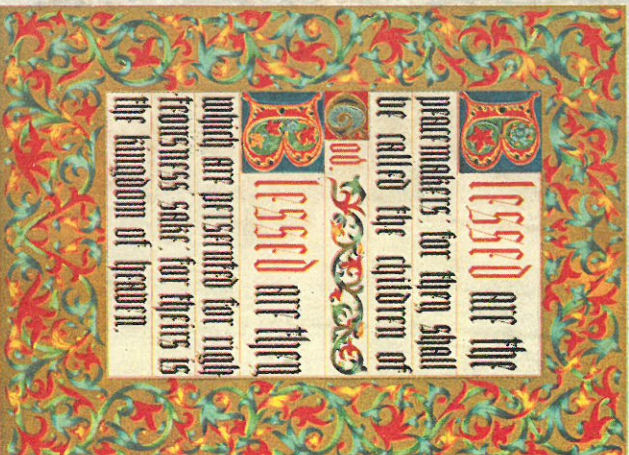 Blessed are the
peacemakers for they shall
be called the children of
God.
Blessed are they
which are persecuted for righ
teousness' sake, for theirs is
the kingdom of heaven.